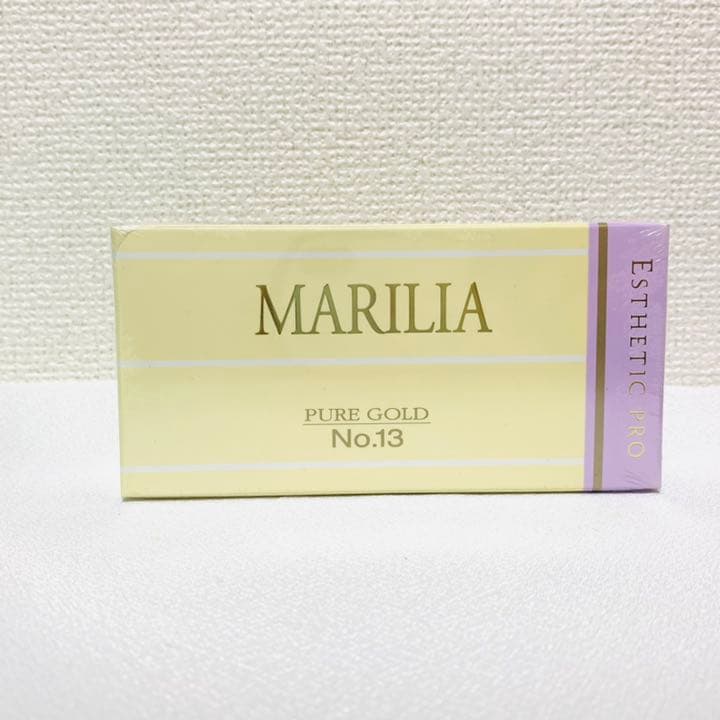 MARILIA
PURE GOLD
No.13
ESTHETIC PRO